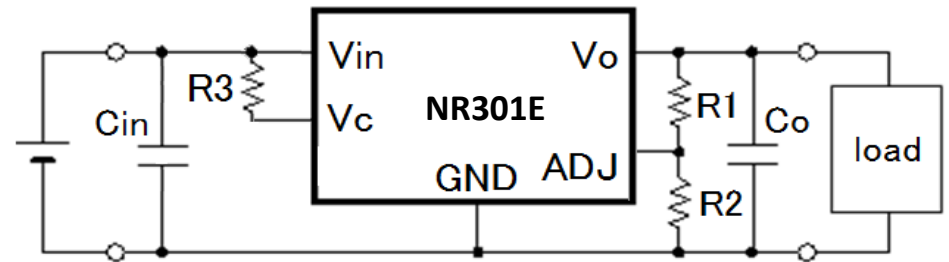 Vin
Vo
R3
R1
Cin
Vc
NR301E
Co
load
GND
ADJ
R2